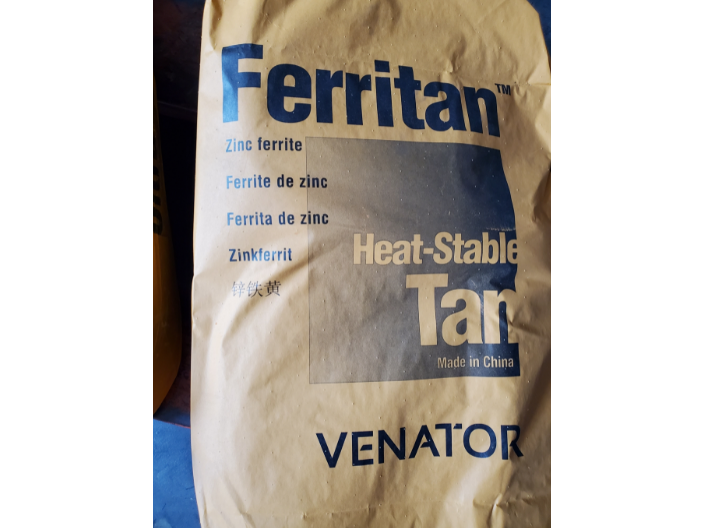 Ferritan™
Zinc ferrite
Ferrite de zinc
Ferrita de zinc
Zinkferrit
锌铁黄
Heat-Stable
Tan
Made in China
VENATOR